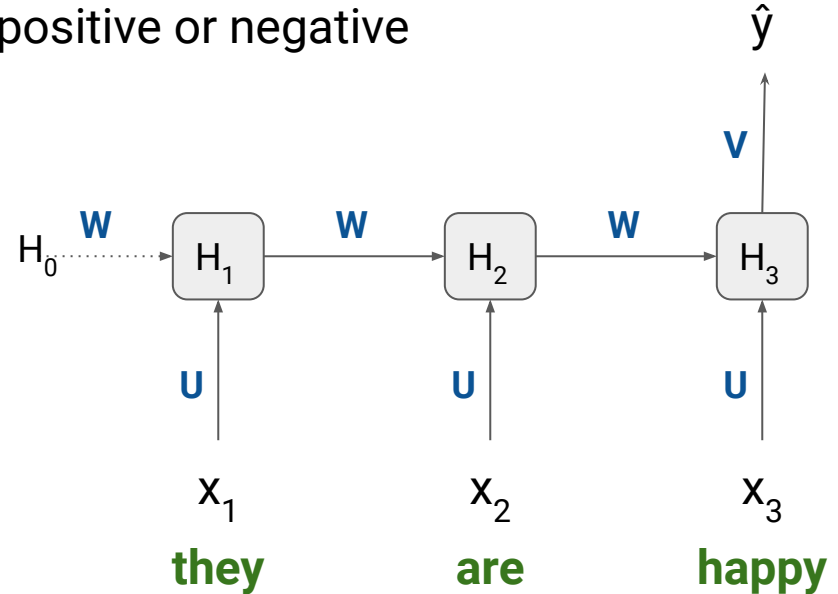 positive or negative
ŷ
V
W W W
H₀ H₁ H₂ H₃
U U U
x₁ x₂ x₃
they are happy